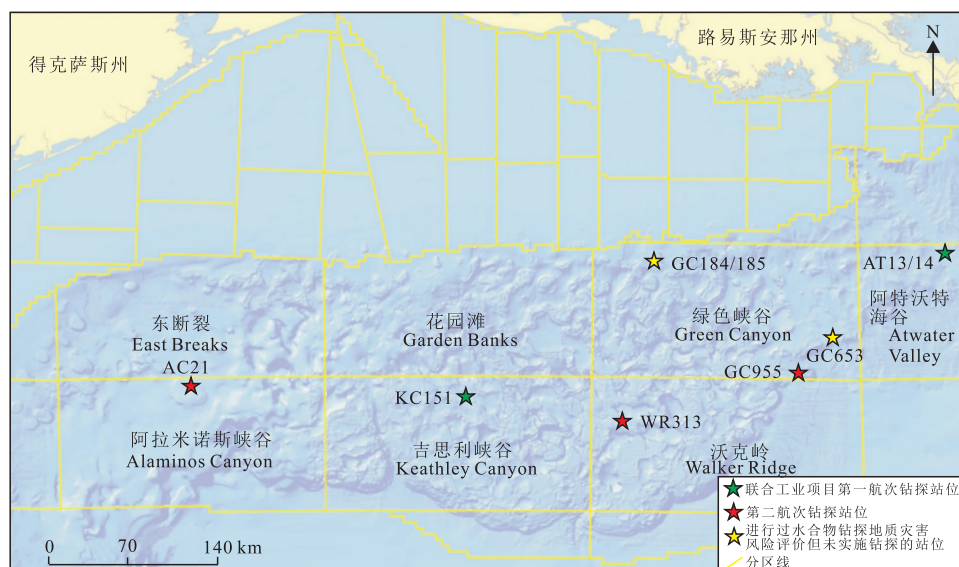 得克萨斯州
路易斯安那州
N
GC184/185
AT13/14
东断裂
East Breaks
AC21
花园滩
Garden Banks
绿色峡谷
Green Canyon
GC653
GC955
阿特沃特
海谷
Atwater
Valley
KC151
WR313
阿拉米诺斯峡谷
Alaminos Canyon
吉思利峡谷
Keathley Canyon
沃克岭
Walker Ridge
联合工业项目第一航次钻探站位
第二航次钻探站位
进行过水合物钻探地质灾害
风险评价但未实施钻探的站位
分区线
0 70 140 km